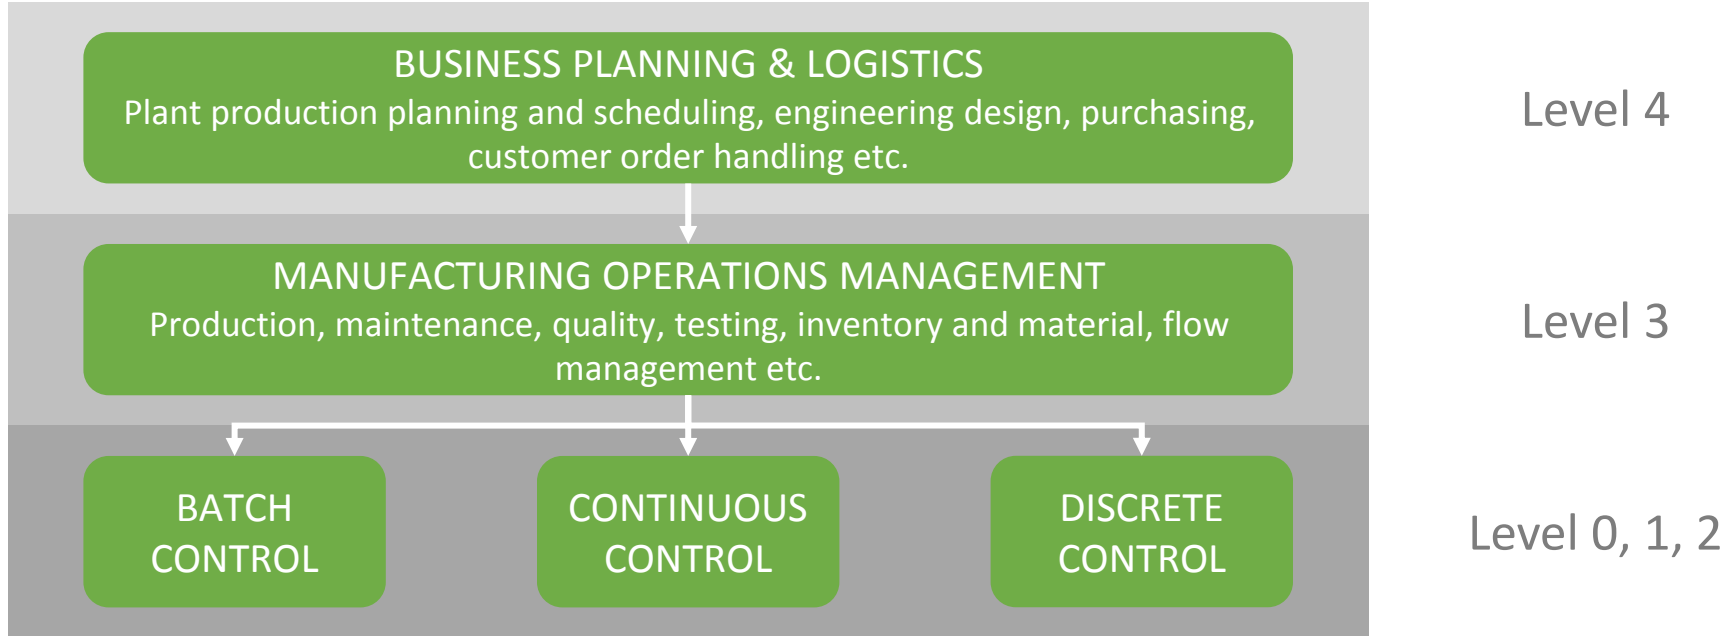 BUSINESS PLANNING & LOGISTICS
Plant production planning and scheduling, engineering design, purchasing,
customer order handling etc.
Level 4
MANUFACTURING OPERATIONS MANAGEMENT
Production, maintenance, quality, testing, inventory and material, flow
management etc.
Level 3
BATCH
CONTROL
CONTINUOUS
CONTROL
DISCRETE
CONTROL
Level 0, 1, 2